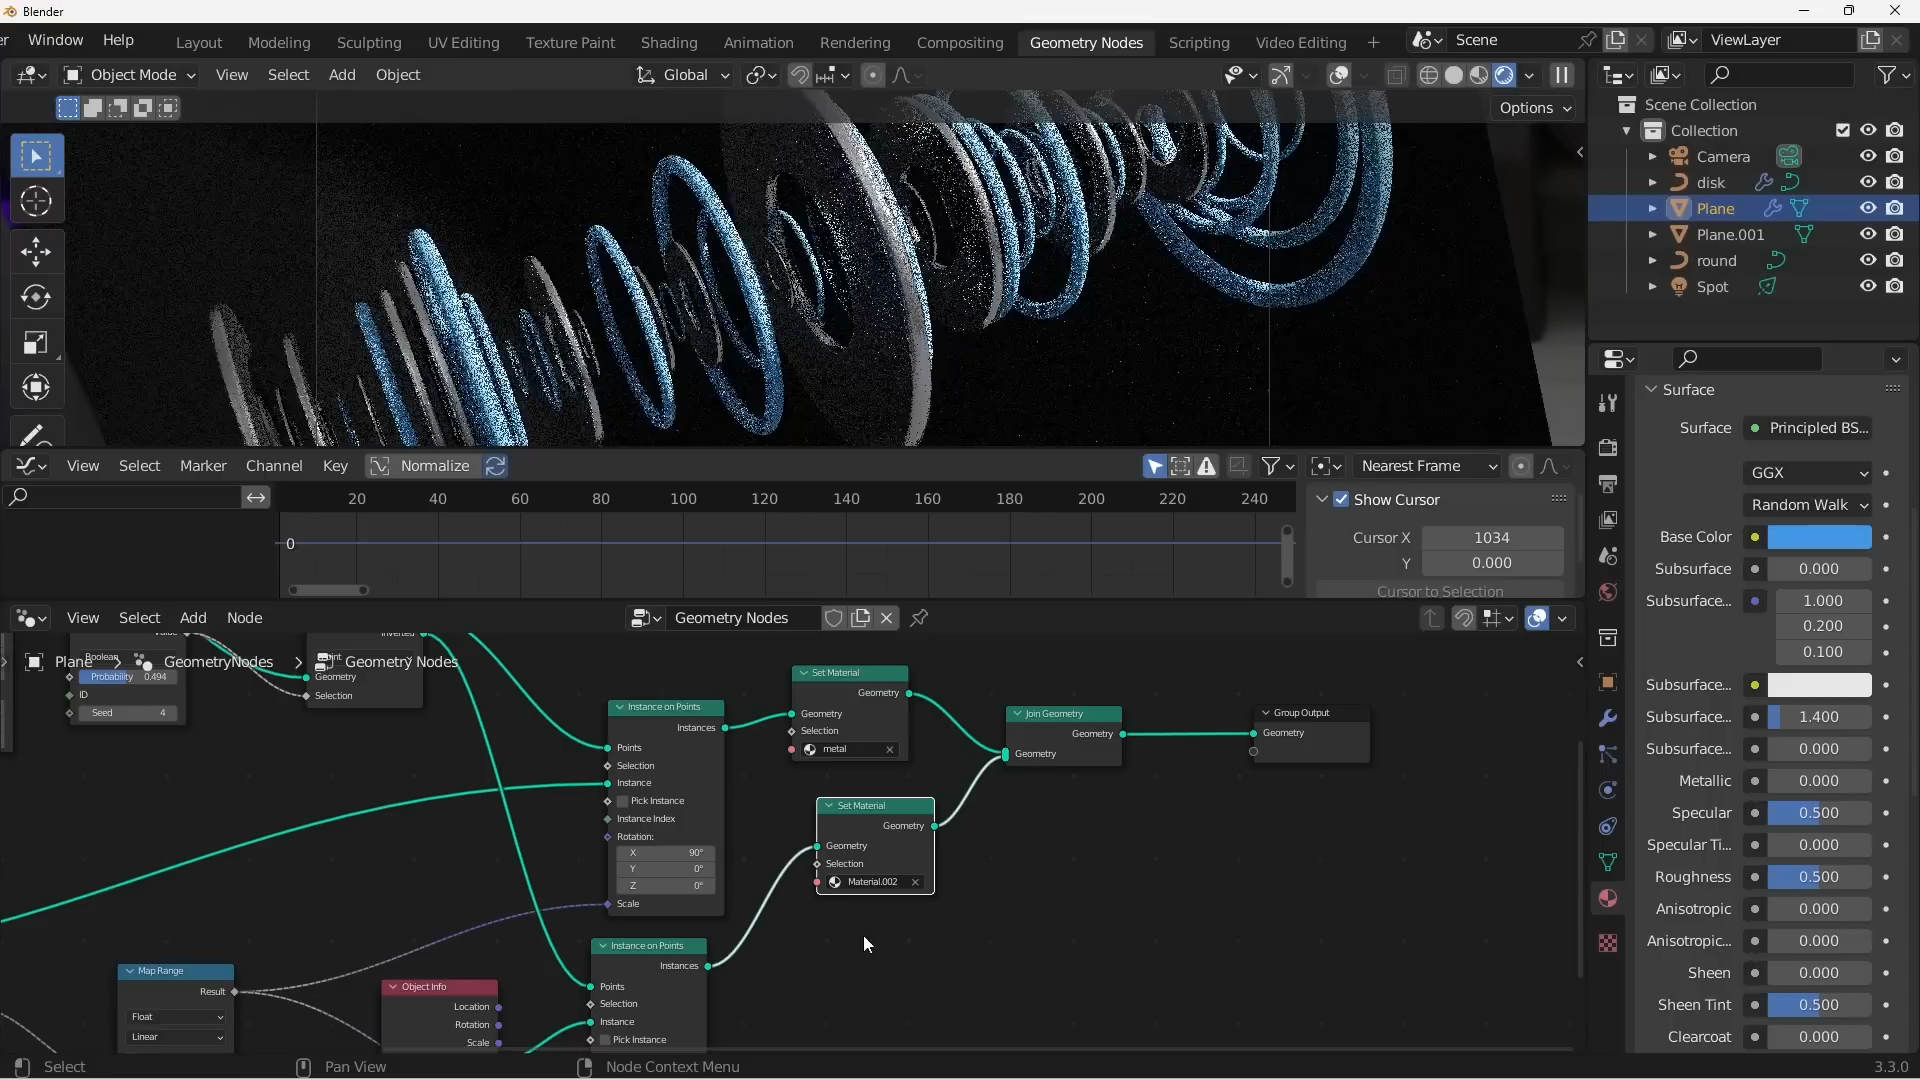 Blender
er Window Help Layout Modeling Sculpting UV Editing Texture Paint Shading Animation Rendering Compositing Geometry Nodes Scripting Video Editing + Scene ViewLayer
Object Mode View Select Add Object Global
Options
Scene Collection
Collection
Camera
disk
Plane
Plane.001
round
Spot
View Select Marker Channel Key Normalize Nearest Frame
20 40 60 80 100 120 140 160 180 200 220 240
0
Show Cursor
Cursor X 1034
Y 0.000
Cursor to Selection
View Select Add Node Geometry Nodes
Plane GeometryNodes Geometry Nodes
Value
Boolean
Probability 0.494
ID
Seed 4
Inverted
Geometry
Selection
Instance on Points
Instances
Points
Selection
Instance
Pick Instance
Instance Index
Rotation:
X 90°
Y 0°
Z 0°
Scale
Set Material
Geometry
Geometry
Selection
metal
Set Material
Geometry
Geometry
Selection
Material.002
Join Geometry
Geometry
Geometry
Group Output
Geometry
Map Range
Result
Float
Linear
Object Info
Location
Rotation
Scale
Instance on Points
Instances
Points
Selection
Instance
Pick Instance
Surface
Surface Principled BS...
GGX
Random Walk
Base Color
Subsurface 0.000
Subsurface... 1.000
0.200
0.100
Subsurface...
Subsurface... 1.400
Subsurface... 0.000
Metallic 0.000
Specular 0.500
Specular Ti... 0.000
Roughness 0.500
Anisotropic 0.000
Anisotropic... 0.000
Sheen 0.000
Sheen Tint 0.500
Clearcoat 0.000
Select Pan View Node Context Menu 3.3.0